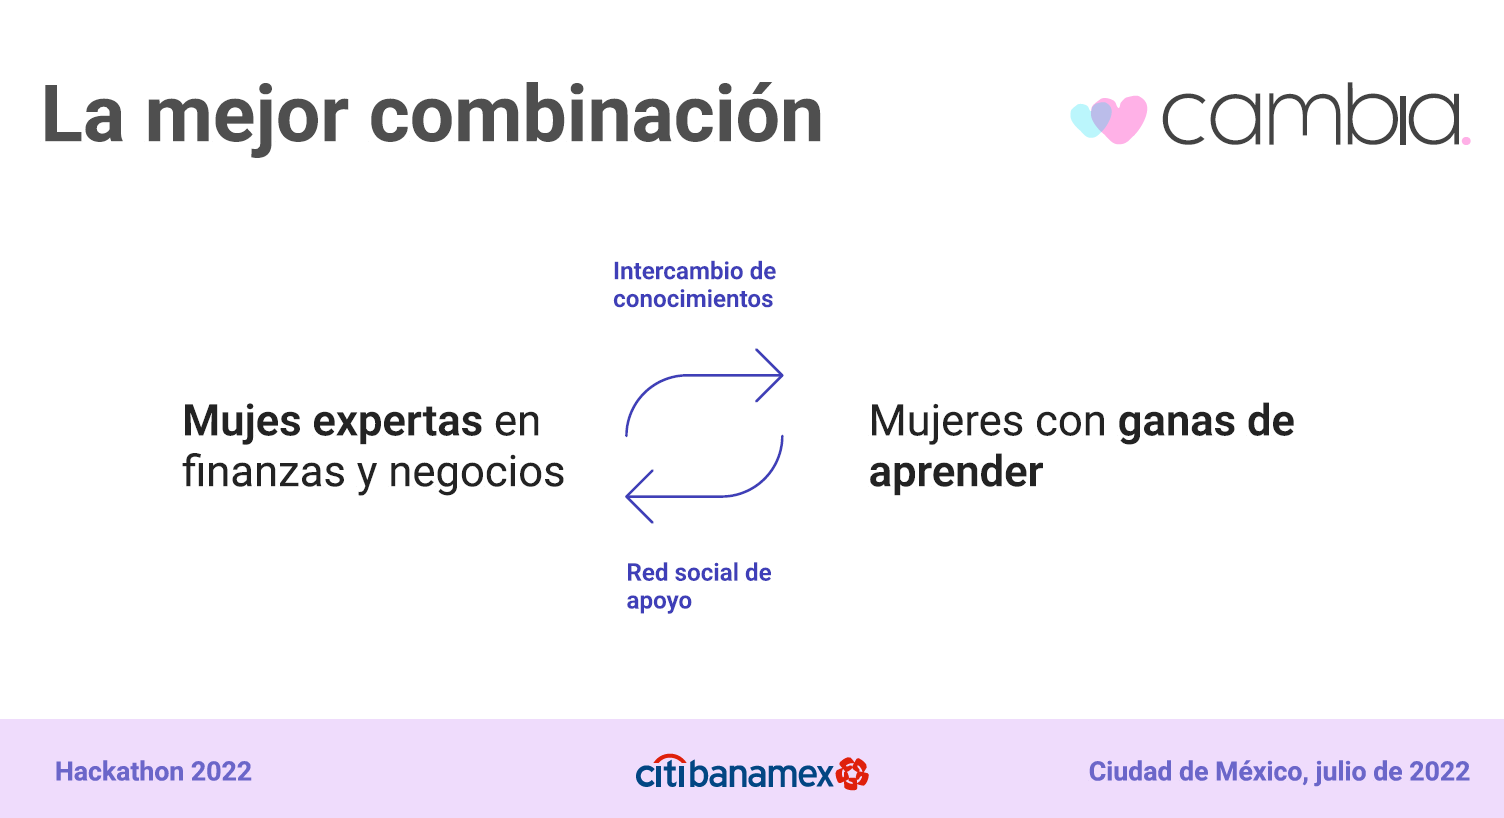 La mejor combinación
cambia.
Intercambio de
conocimientos
Mujes expertas en
finanzas y negocios
Mujeres con ganas de
aprender
Red social de
apoyo
Hackathon 2022
citibanamex
Ciudad de México, julio de 2022